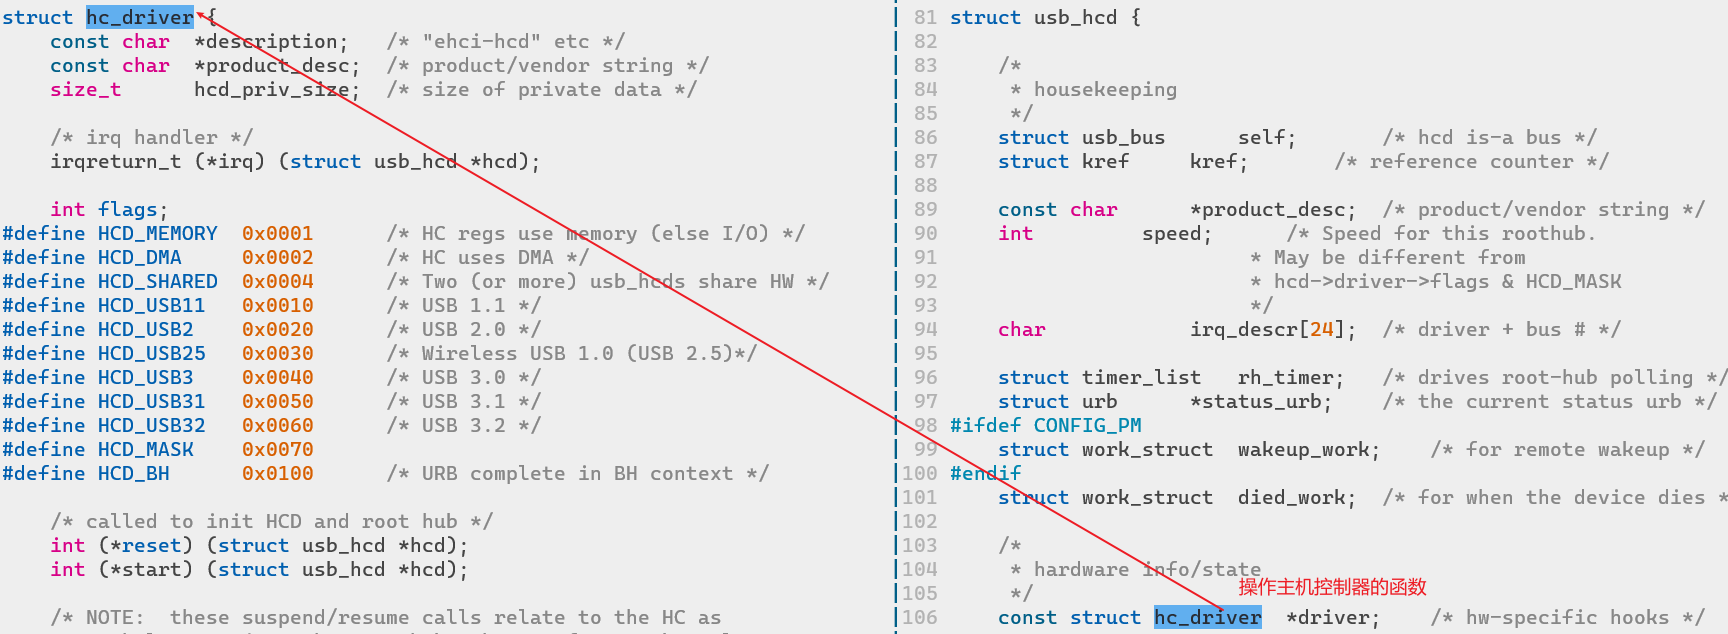 struct hc_driver {
    const char  *description;   /* "ehci-hcd" etc */
    const char  *product_desc;  /* product/vendor string */
    size_t      hcd_priv_size;  /* size of private data */

    /* irq handler */
    irqreturn_t (*irq) (struct usb_hcd *hcd);

    int flags;
#define HCD_MEMORY  0x0001      /* HC regs use memory (else I/O) */
#define HCD_DMA     0x0002      /* HC uses DMA */
#define HCD_SHARED  0x0004      /* Two (or more) usb_hcds share HW */
#define HCD_USB11   0x0010      /* USB 1.1 */
#define HCD_USB2    0x0020      /* USB 2.0 */
#define HCD_USB25   0x0030      /* Wireless USB 1.0 (USB 2.5)*/
#define HCD_USB3    0x0040      /* USB 3.0 */
#define HCD_USB31   0x0050      /* USB 3.1 */
#define HCD_USB32   0x0060      /* USB 3.2 */
#define HCD_MASK    0x0070
#define HCD_BH      0x0100      /* URB complete in BH context */

    /* called to init HCD and root hub */
    int (*reset) (struct usb_hcd *hcd);
    int (*start) (struct usb_hcd *hcd);

    /* NOTE:  these suspend/resume calls relate to the HC as
81 struct usb_hcd {
82
83     /*
84      * housekeeping
85      */
86     struct usb_bus      self;       /* hcd is-a bus */
87     struct kref     kref;       /* reference counter */
88
89     const char      *product_desc;  /* product/vendor string */
90     int         speed;      /* Speed for this roothub.
91                          * May be different from
92                          * hcd->driver->flags & HCD_MASK
93                          */
94     char            irq_descr[24];  /* driver + bus # */
95
96     struct timer_list   rh_timer;   /* drives root-hub polling */
97     struct urb      *status_urb;    /* the current status urb */
98 #ifdef CONFIG_PM
99     struct work_struct  wakeup_work;    /* for remote wakeup */
100 #endif
101     struct work_struct  died_work;  /* for when the device dies *
102
103     /*
104      * hardware info/state
105      */
操作主机控制器的函数
106     const struct hc_driver  *driver;    /* hw-specific hooks */